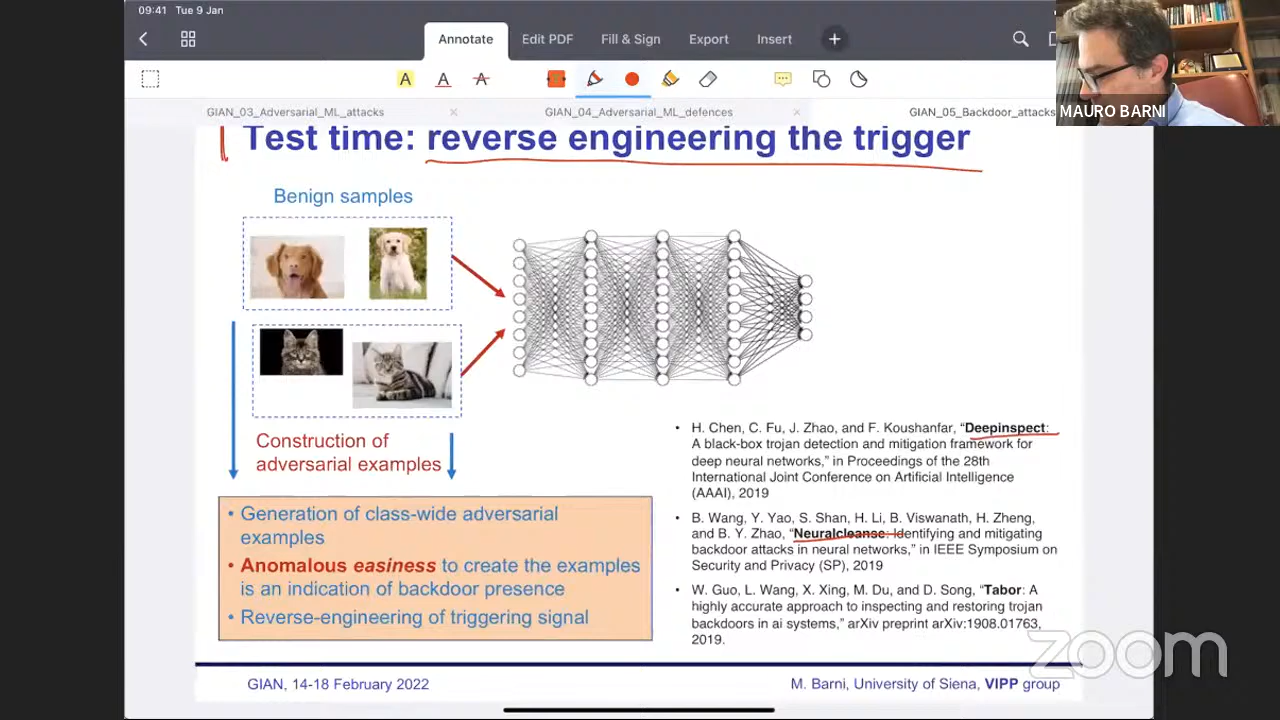 09:41 Tue 9 Jan
Annotate
Edit PDF
Fill & Sign
Export
Insert
A A A
MAURO BARNI
GIAN_03_Adversarial_ML_attacks
GIAN_04_Adversarial_ML_defences
GIAN_05_Backdoor_attacks
Test time: reverse engineering the trigger
Benign samples
Construction of
adversarial examples
• Generation of class-wide adversarial
examples
• Anomalous easiness to create the examples
is an indication of backdoor presence
• Reverse-engineering of triggering signal
• H. Chen, C. Fu, J. Zhao, and F. Koushanfar, “Deepinspect:
A black-box trojan detection and mitigation framework for
deep neural networks,” in Proceedings of the 28th
International Joint Conference on Artificial Intelligence
(AAAI), 2019
• B. Wang, Y. Yao, S. Shan, H. Li, B. Viswanath, H. Zheng,
and B. Y. Zhao, “Neuralcleanse: Identifying and mitigating
backdoor attacks in neural networks,” in IEEE Symposium on
Security and Privacy (SP), 2019
• W. Guo, L. Wang, X. Xing, M. Du, and D. Song, “Tabor: A
highly accurate approach to inspecting and restoring trojan
backdoors in ai systems,” arXiv preprint arXiv:1908.01763,
2019.
zoom
GIAN, 14-18 February 2022
M. Barni, University of Siena, VIPP group